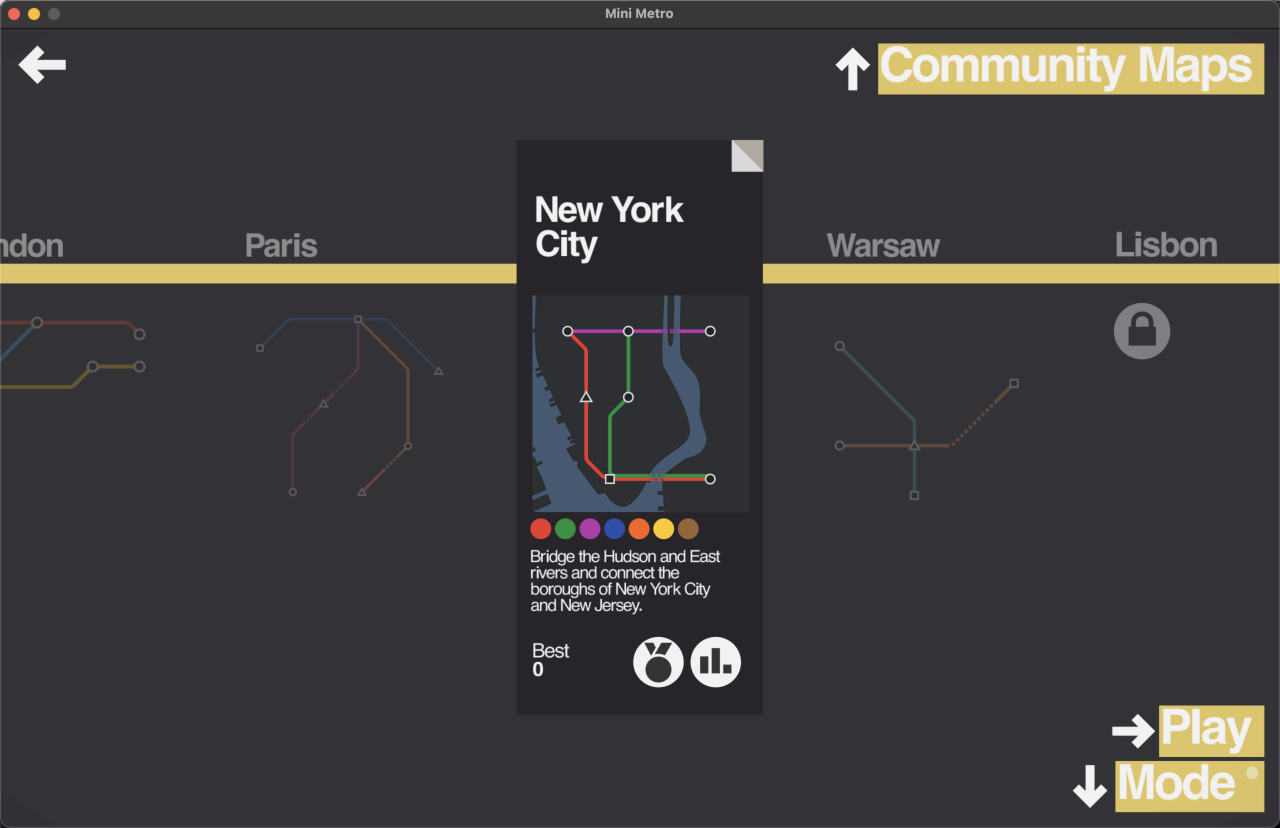 Mini Metro
Community Maps
New York
City
ndon
Paris
Warsaw
Lisbon
Bridge the Hudson and East
rivers and connect the
boroughs of New York City
and New Jersey.
Best
0
Play
Mode